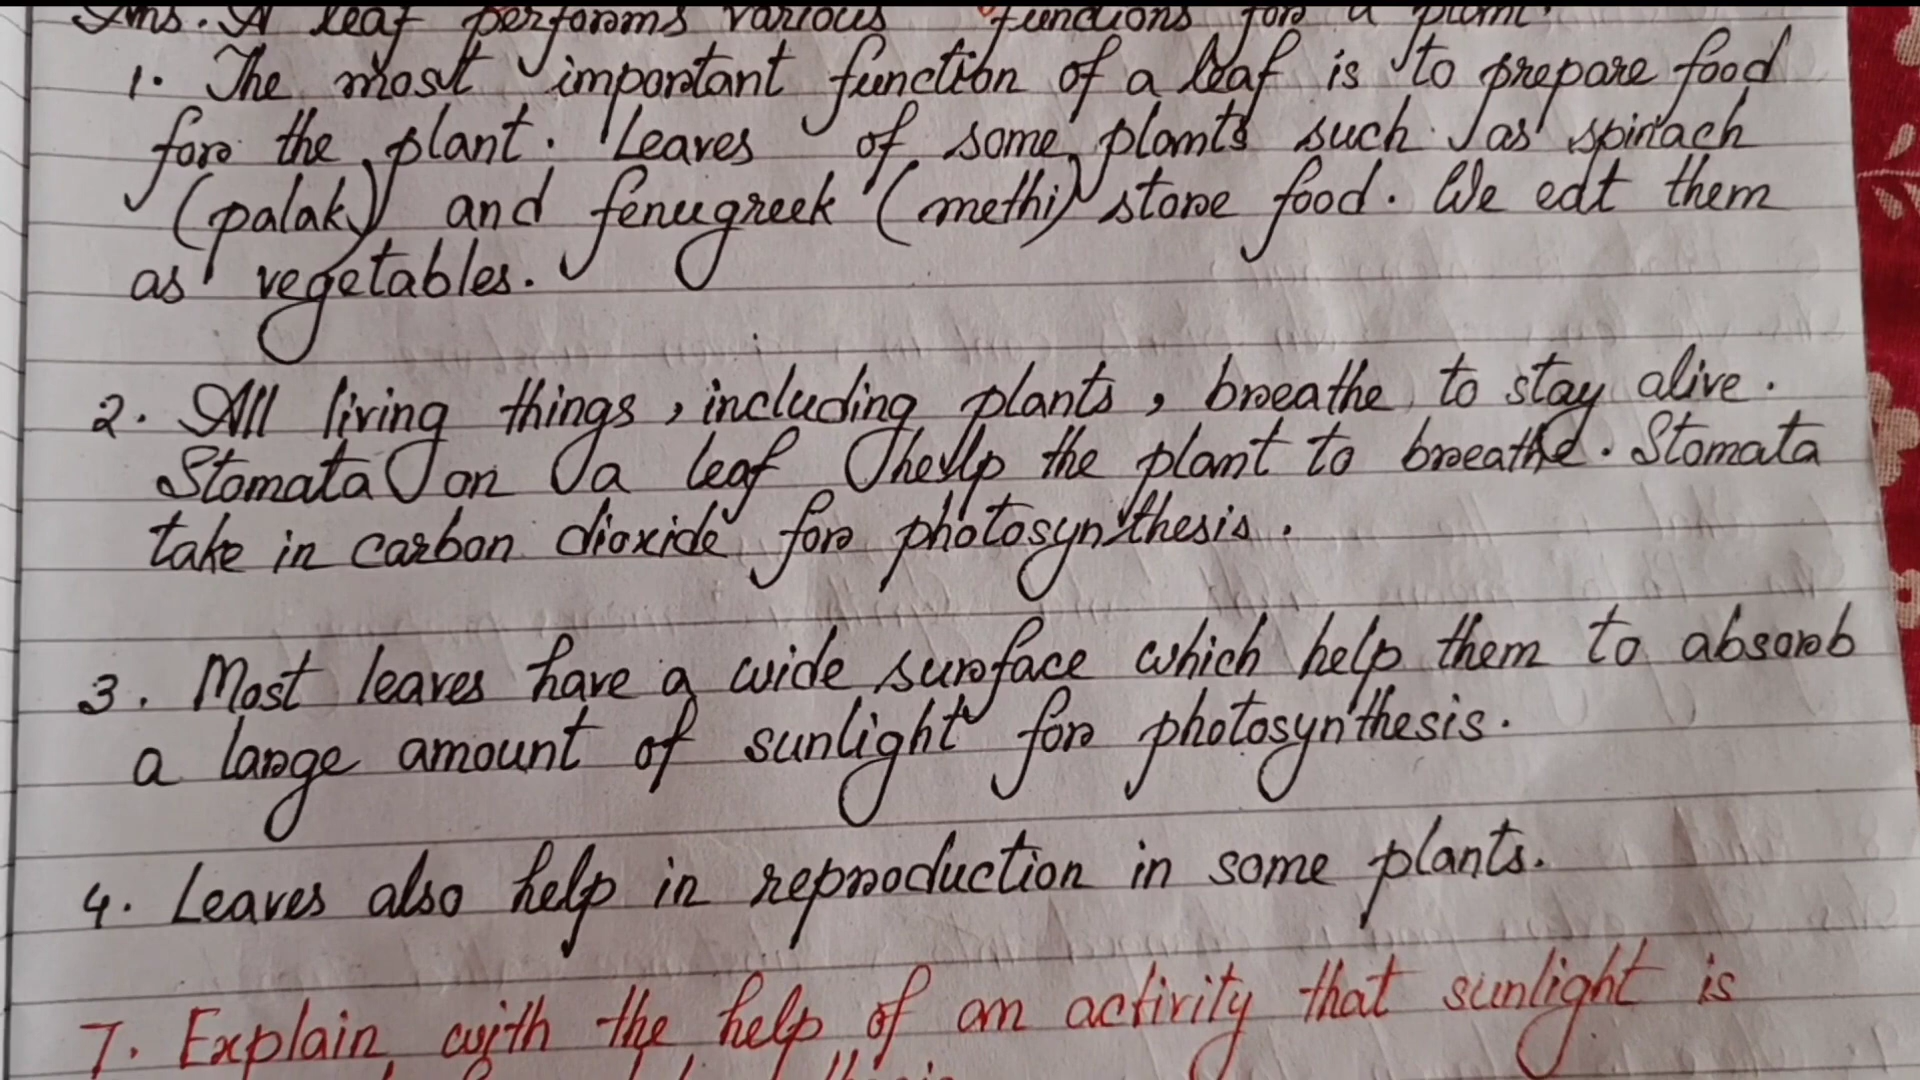 Ans. A leaf performs various functions for a plant.
1. The most important function of a leaf is to prepare food
for the plant. Leaves of some plants such as spinach
(palak) and fenugreek (methi) store food. We eat them
as vegetables.
2. All living things, including plants, breathe to stay alive.
Stomata on a leaf help the plant to breathe. Stomata
take in carbon dioxide for photosynthesis.
3. Most leaves have a wide surface which help them to absorb
a large amount of sunlight for photosynthesis.
4. Leaves also help in reproduction in some plants.
7. Explain with the help of an activity that sunlight is